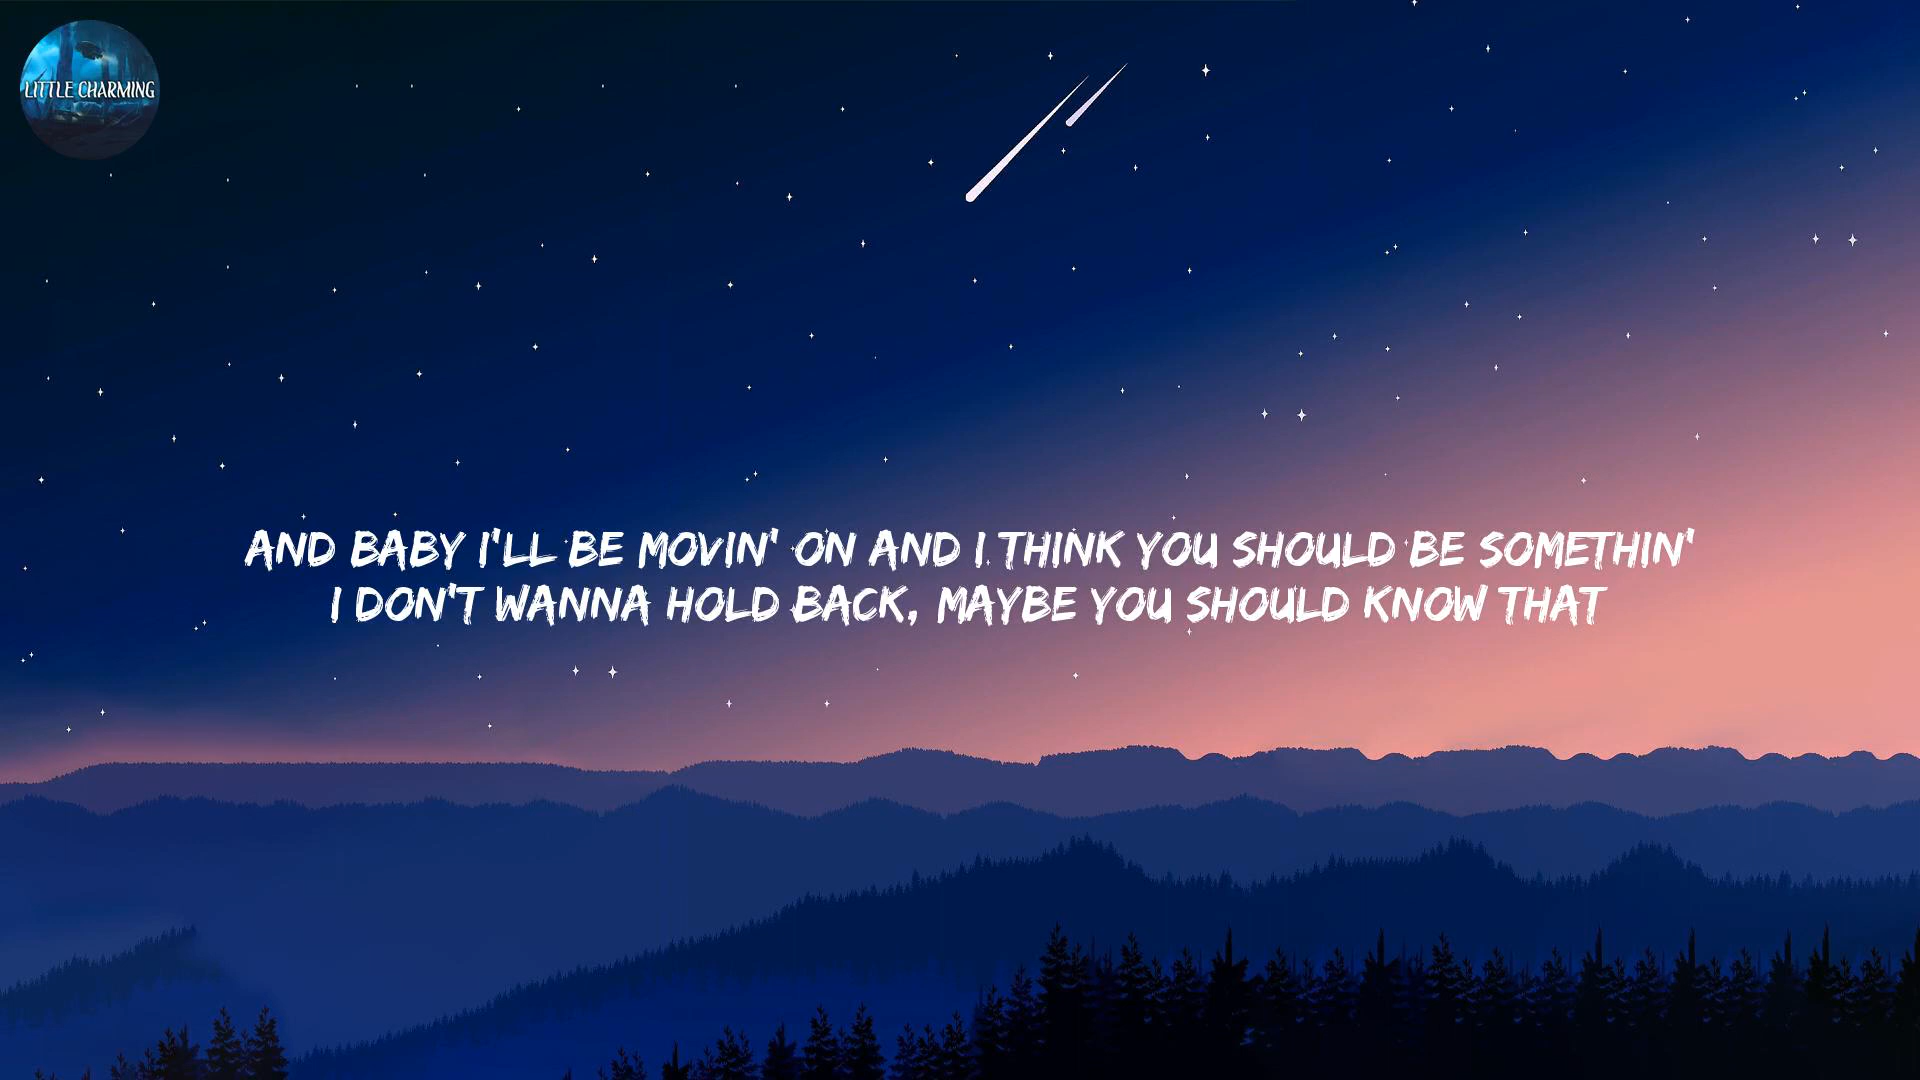 LITTLE CHARMING
AND BABY I'LL BE MOVIN' ON AND I THINK YOU SHOULD BE SOMETHIN'
I DON'T WANNA HOLD BACK, MAYBE YOU SHOULD KNOW THAT